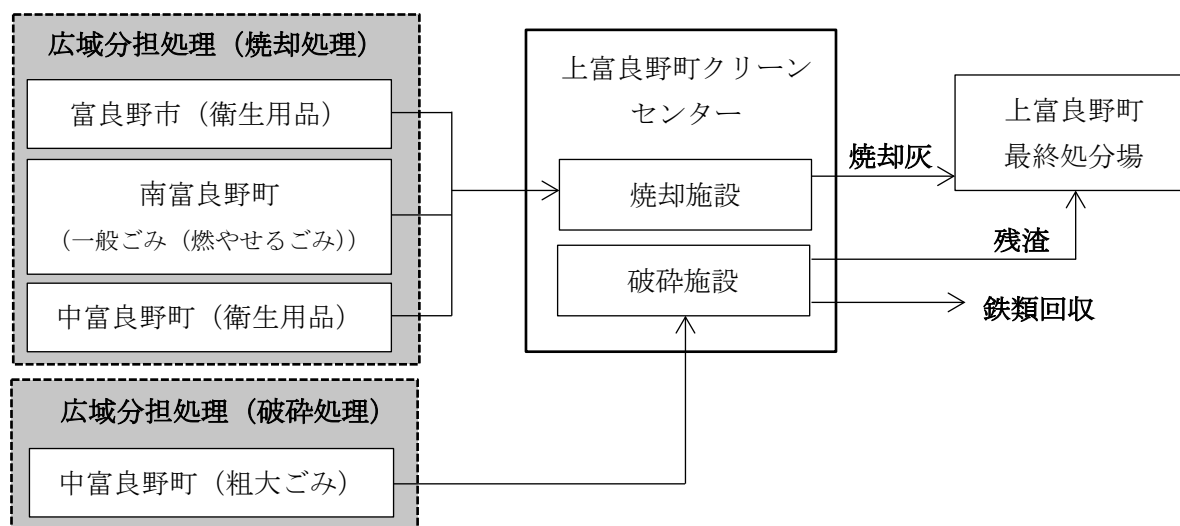 広域分担処理（焼却処理）
富良野市（衛生用品）
南富良野町
（一般ごみ（燃やせるごみ））
中富良野町（衛生用品）
広域分担処理（破砕処理）
中富良野町（粗大ごみ）
上富良野町クリーン
センター
焼却施設
破砕施設
焼却灰
残渣
鉄類回収
上富良野町
最終処分場